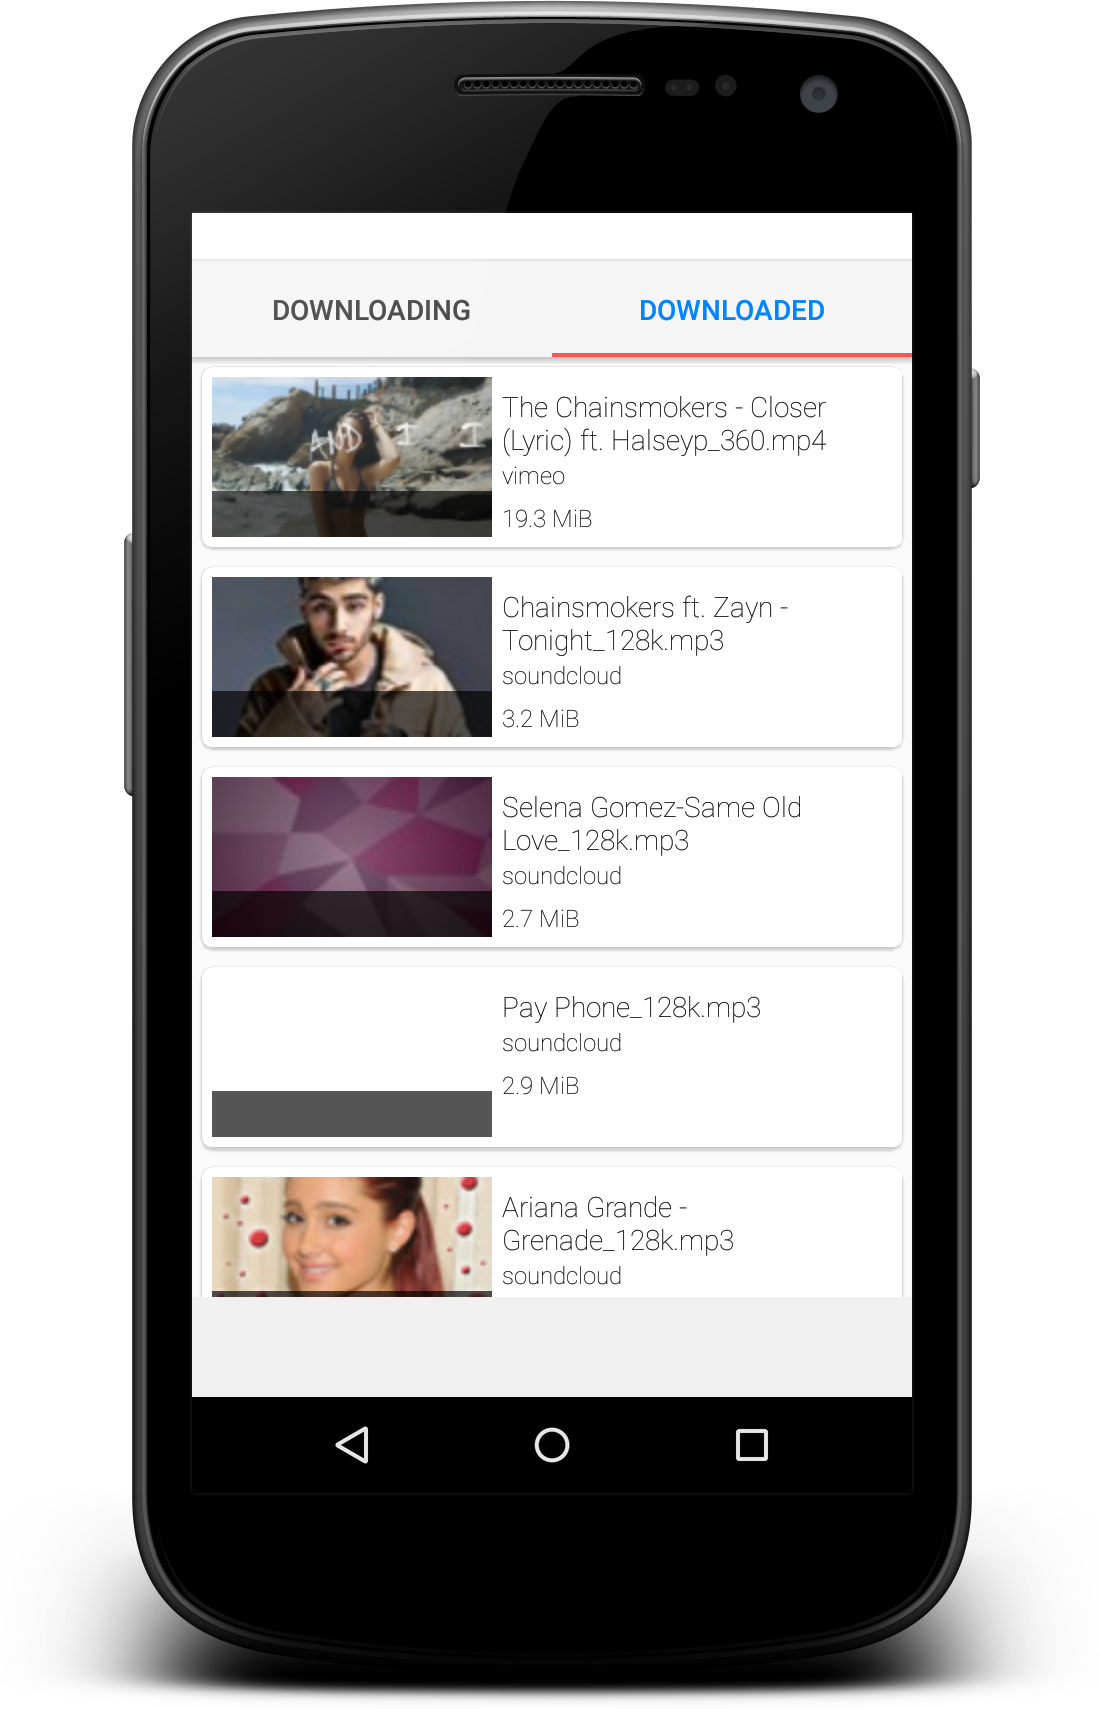 DOWNLOADING
DOWNLOADED
AND I I
The Chainsmokers - Closer
(Lyric) ft. Halseyp_360.mp4
vimeo
19.3 MiB
Chainsmokers ft. Zayn -
Tonight_128k.mp3
soundcloud
3.2 MiB
Selena Gomez-Same Old
Love_128k.mp3
soundcloud
2.7 MiB
Pay Phone_128k.mp3
soundcloud
2.9 MiB
Ariana Grande -
Grenade_128k.mp3
soundcloud